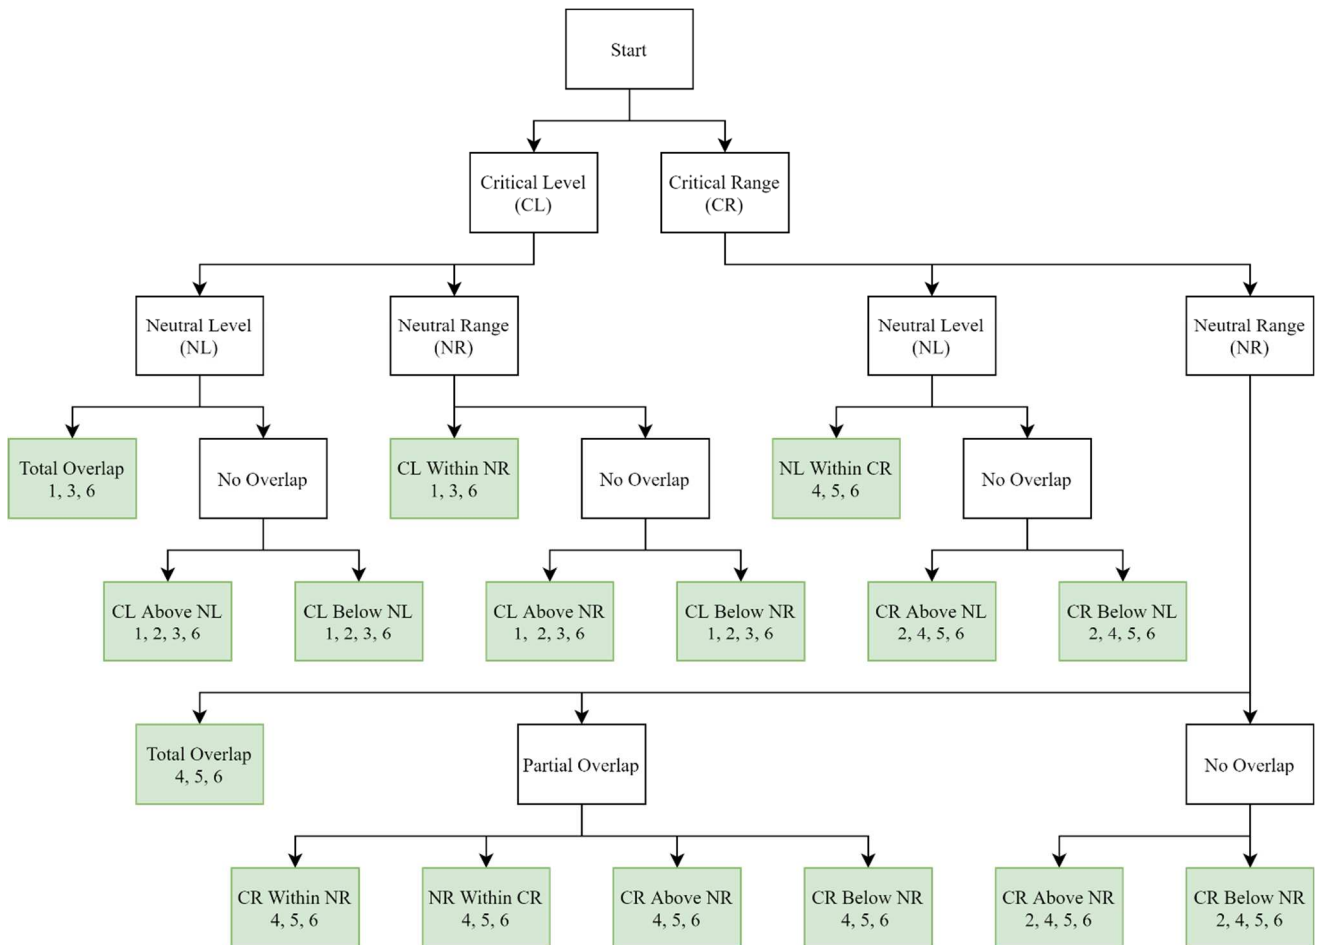 Start
Critical Level
(CL)
Critical Range
(CR)
Neutral Level
(NL)
Neutral Range
(NR)
Neutral Level
(NL)
Neutral Range
(NR)
Total Overlap
1, 3, 6
No Overlap
CL Within NR
1, 3, 6
No Overlap
NL Within CR
4, 5, 6
No Overlap
CL Above NL
1, 2, 3, 6
CL Below NL
1, 2, 3, 6
CL Above NR
1,  2, 3, 6
CL Below NR
1, 2, 3, 6
CR Above NL
2, 4, 5, 6
CR Below NL
2, 4, 5, 6
Total Overlap
4, 5, 6
Partial Overlap
No Overlap
CR Within NR
4, 5, 6
NR Within CR
4, 5, 6
CR Above NR
4, 5, 6
CR Below NR
4, 5, 6
CR Above NR
2, 4, 5, 6
CR Below NR
2, 4, 5, 6